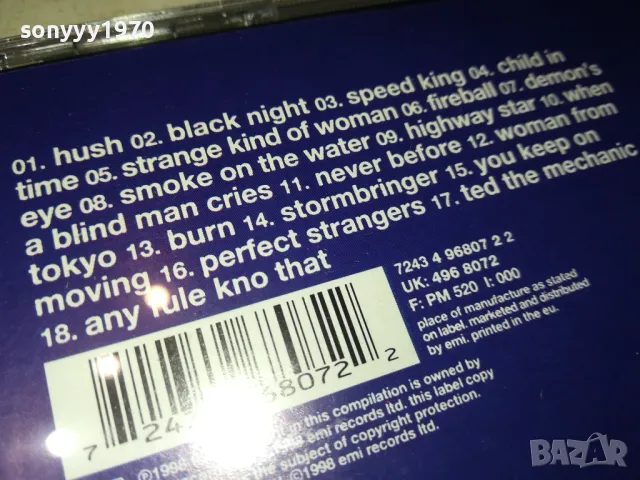 sonyyy1970
01. hush 02. black night 03. speed king 04. child in
time 05. strange kind of woman 06. fireball 07. demon's
eye 08. smoke on the water 09. highway star 10. when
a blind man cries 11. never before 12. woman from
tokyo 13. burn 14. stormbringer 15. you keep on
moving 16. perfect strangers 17. ted the mechanic
18. any rule kno that
7243 4 96807 2 2
UK: 496 8072
F: PM 520 I: 000
place of manufacture as stated
on label. marketed and distributed
by emi. printed in the eu.
7 24 68072 2
this compilation is owned by
emi records ltd. this label copy
the subject of copyright protection.
℗1998 ©1998 emi records ltd.
BAZAR